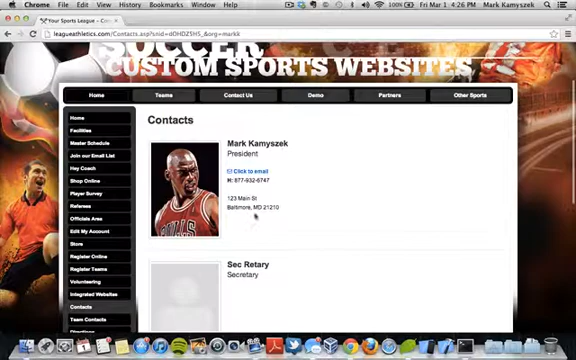 Chrome File Edit View History Bookmarks Window Help
100% Fri Mar 1 4:26 PM Mark Kamyszek
Your Sports League – Con
leagueathletics.com/Contacts.asp?
SOCCER
CUSTOM SPORTS WEBSITES
Home Teams Contact Us Demo Partners Other Sports
Home
Facilities
Master Schedule
Join our Email List
Hey Coach
Shop Online
Player Survey
Referees
Officials Area
Edit My Account
Store
Register Online
Register Teams
Volunteering
Integrated Websites
Contacts
Team Contacts
Directions
Contacts
Mark Kamyszek
President
Click to email
H: 877-932-6747
123 Main St
Baltimore, MD 21210
BULLS
Sec Retary
Secretary